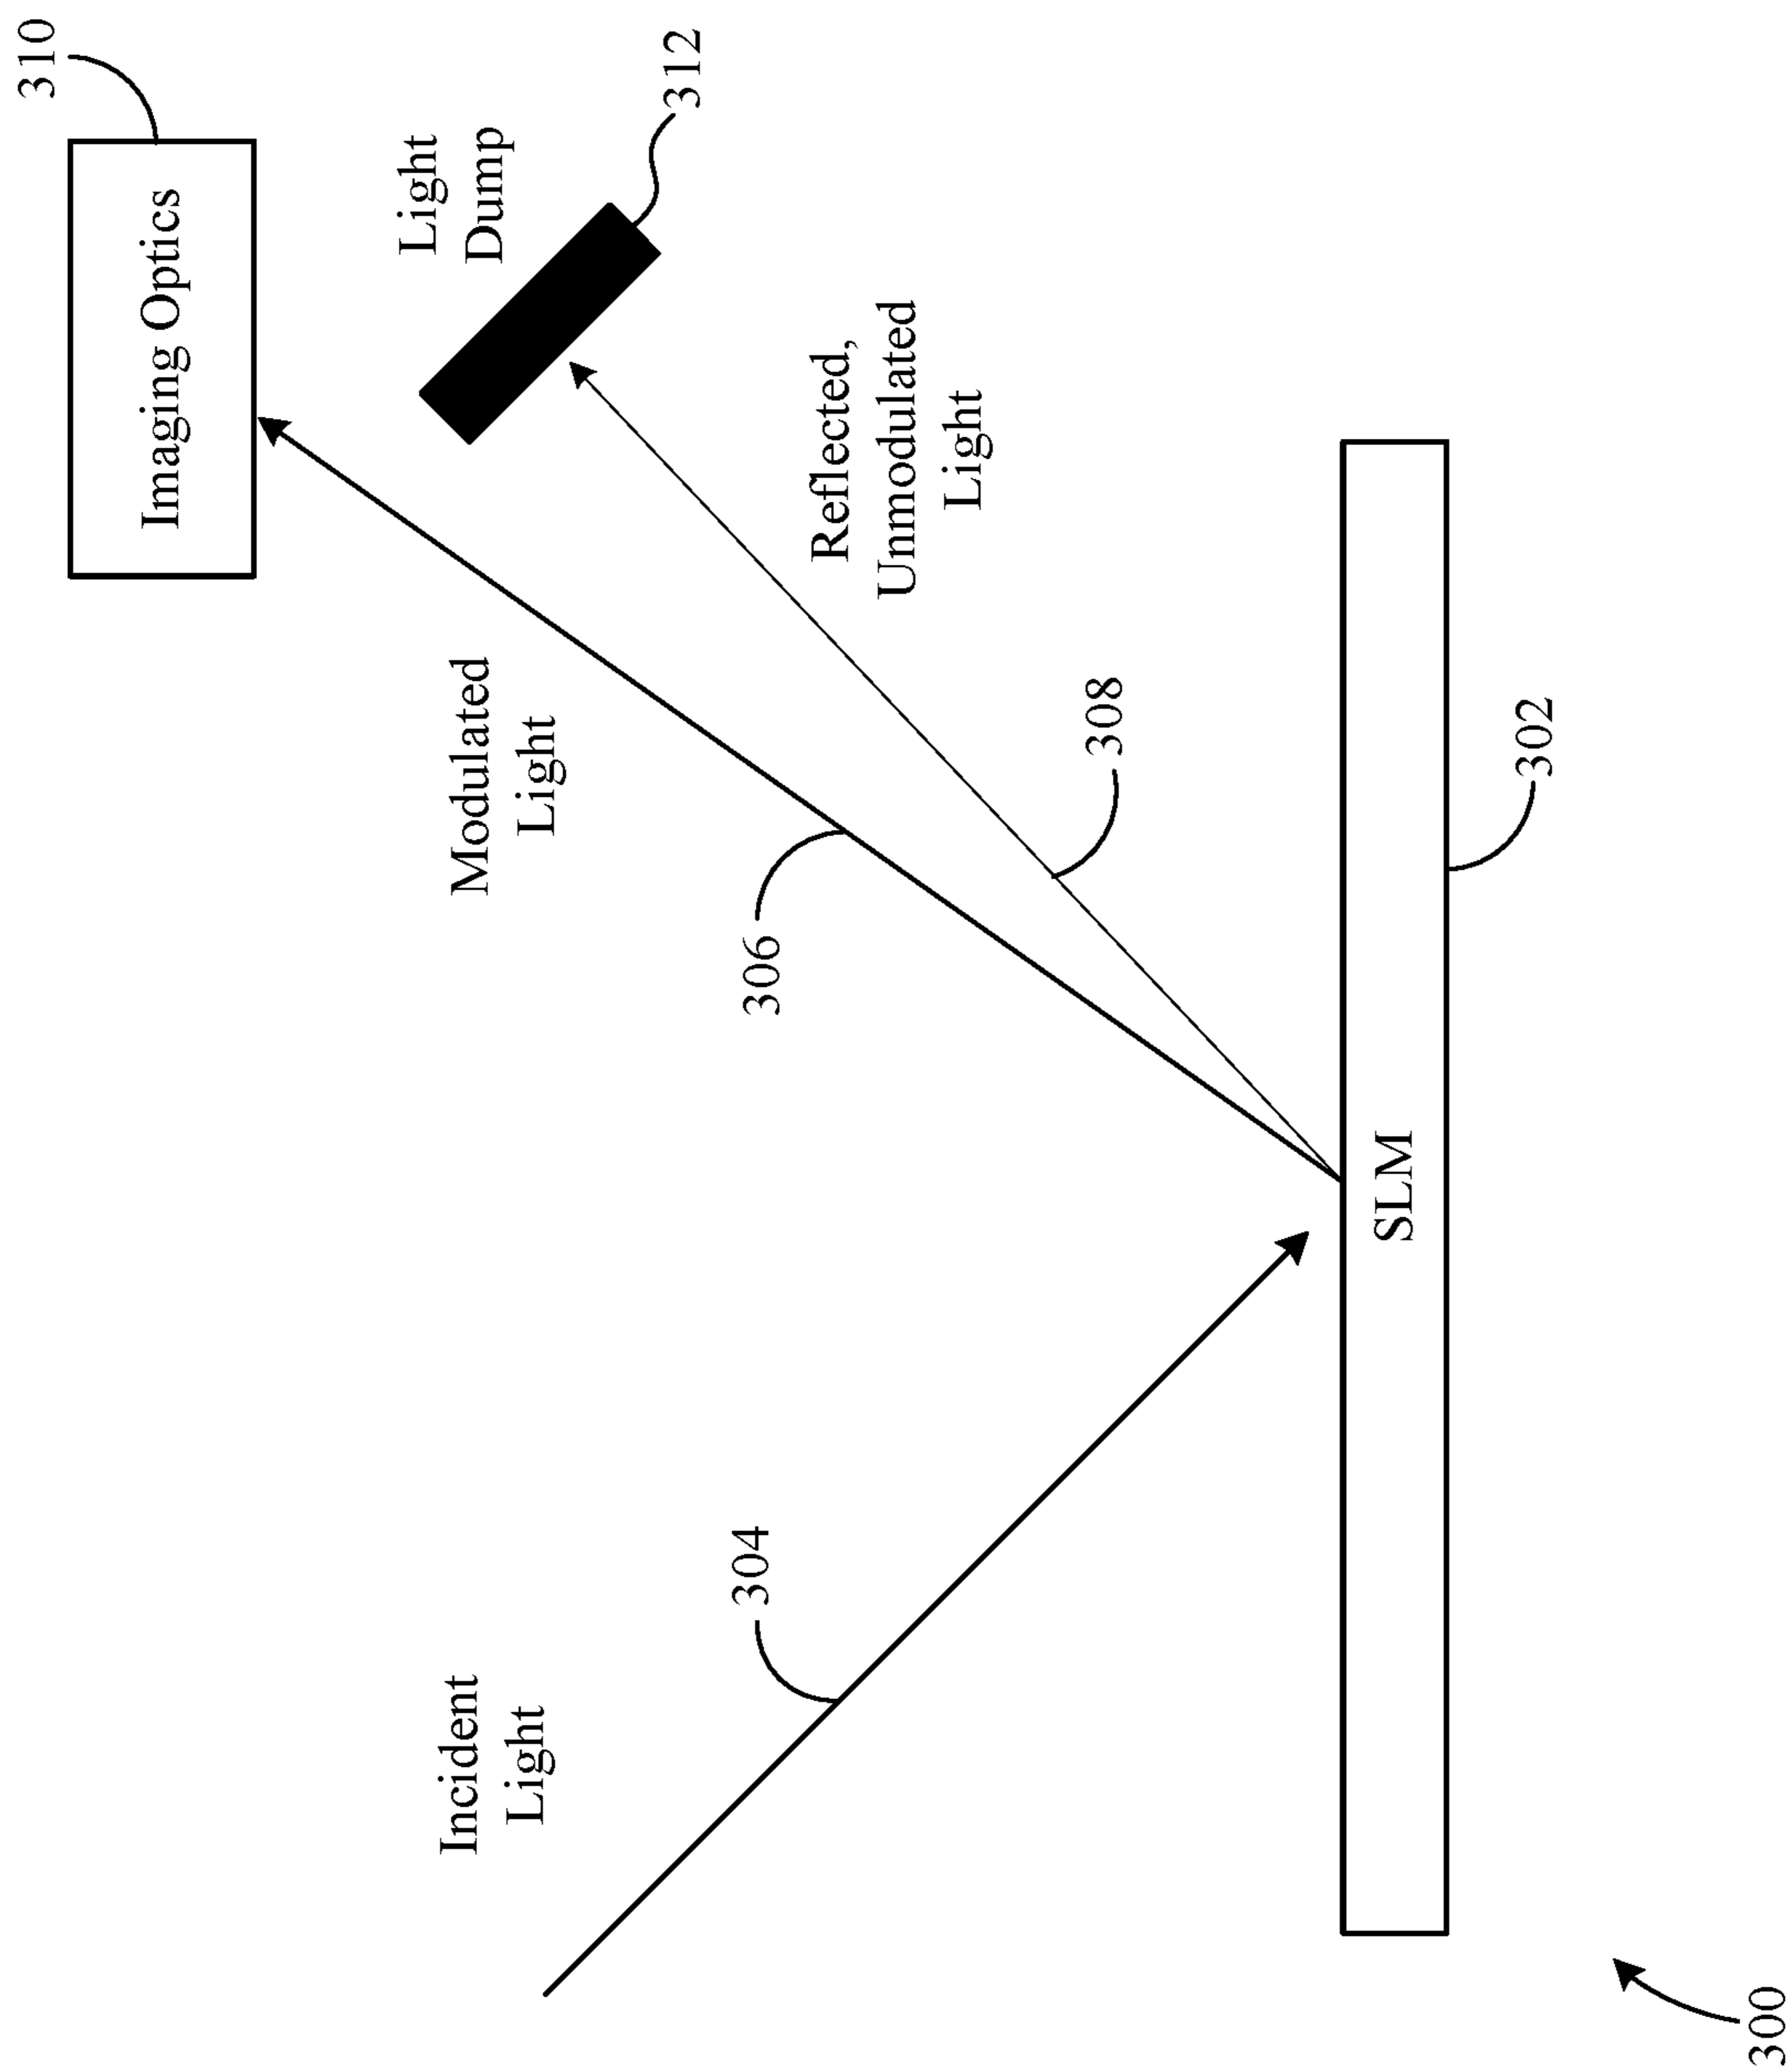 310
Imaging Optics
Light
Dump
312
Modulated
Light
Reflected,
Unmodulated
Light
306
308
Incident
Light
304
SLM
302
300